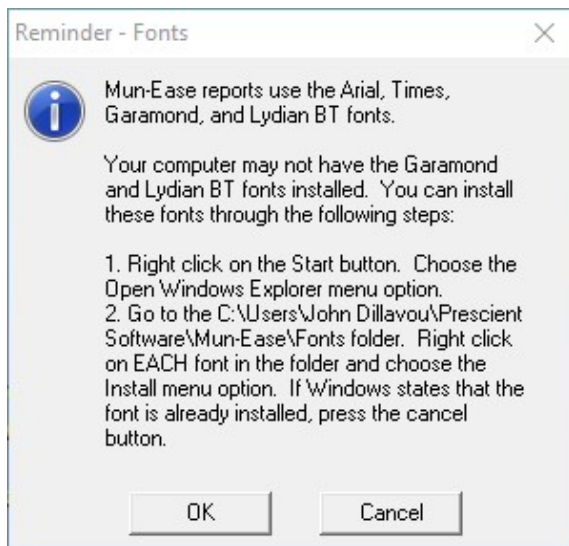 Reminder - Fonts
Mun-Ease reports use the Arial, Times,
Garamond, and Lydian BT fonts.
Your computer may not have the Garamond
and Lydian BT fonts installed.  You can install
these fonts through the following steps:
1. Right click on the Start button.  Choose the
Open Windows Explorer menu option.
2. Go to the C:\Users\John Dillavou\Prescient
Software\Mun-Ease\Fonts folder.  Right click
on EACH font in the folder and choose the
Install menu option.  If Windows states that the
font is already installed, press the cancel
button.
OK
Cancel